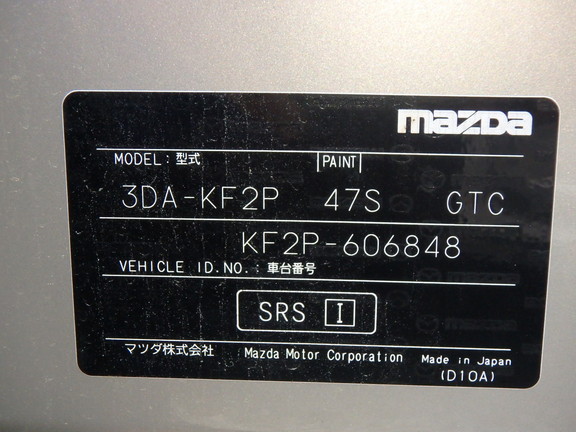 mazda
MODEL : 型式 PAINT
3DA-KF2P 47S GTC
KF2P-606848
VEHICLE ID.NO. : 車台番号
SRS I
マツダ株式会社 Mazda Motor Corporation Made in Japan
(D10A)